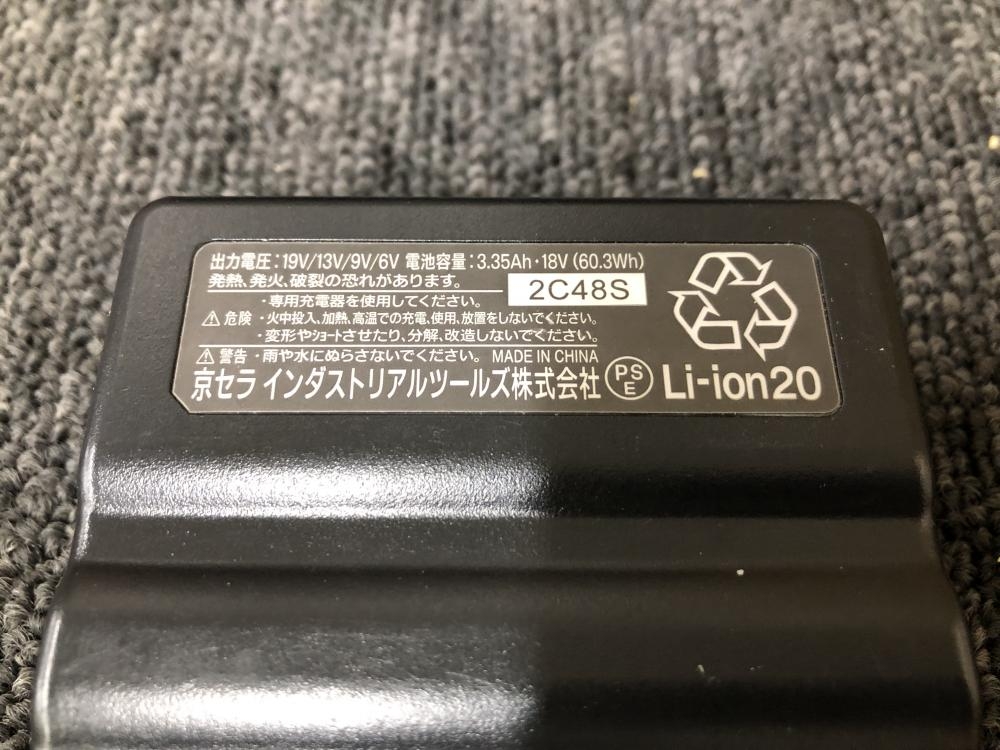 出力電圧:19V/13V/9V/6V 電池容量:3.35Ah・18V(60.3Wh)
発熱、発火、破裂の恐れがあります。
2C48S
・専用充電器を使用してください。
⚠危険 ・火中投入、加熱、高温での充電、使用、放置をしないでください。
・変形やショートさせたり、分解、改造しないでください。
⚠警告 ・雨や水にぬらさないでください。 MADE IN CHINA
京セラ インダストリアルツールズ株式会社 PSE Li-ion20